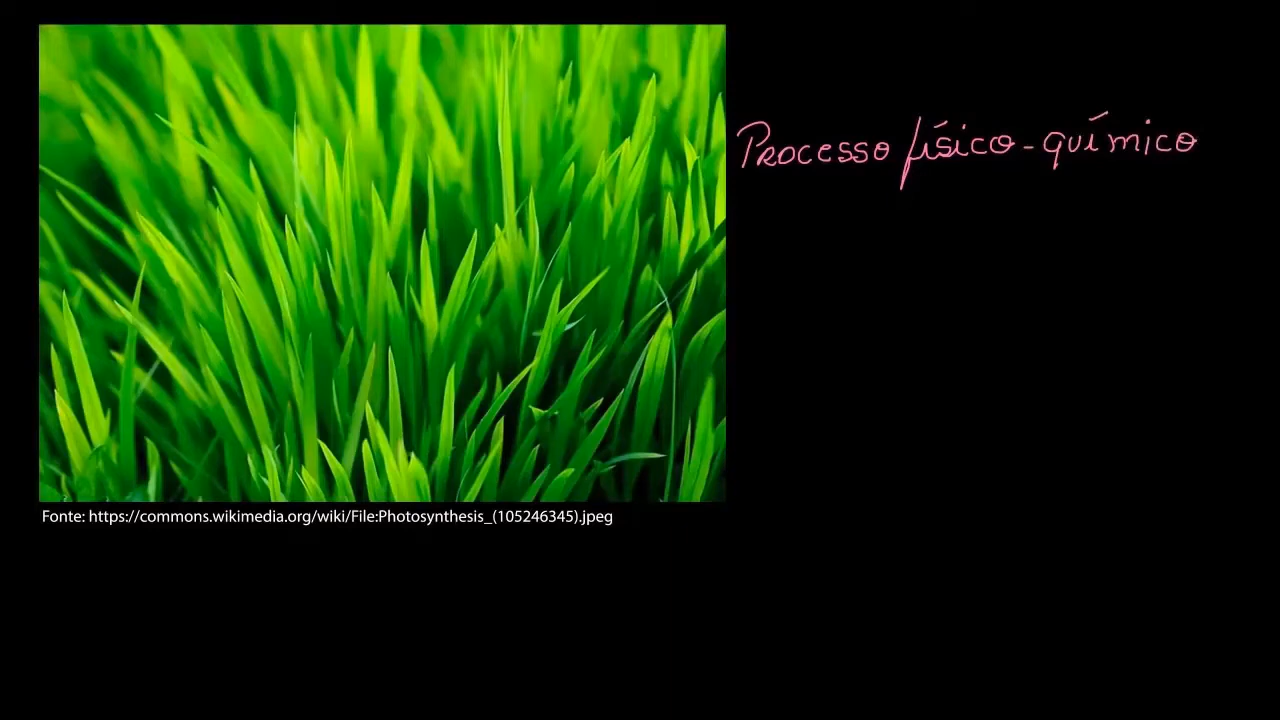 Processo físico-químico
Fonte: https://commons.wikimedia.org/wiki/File:Photosynthesis_(105246345).jpeg